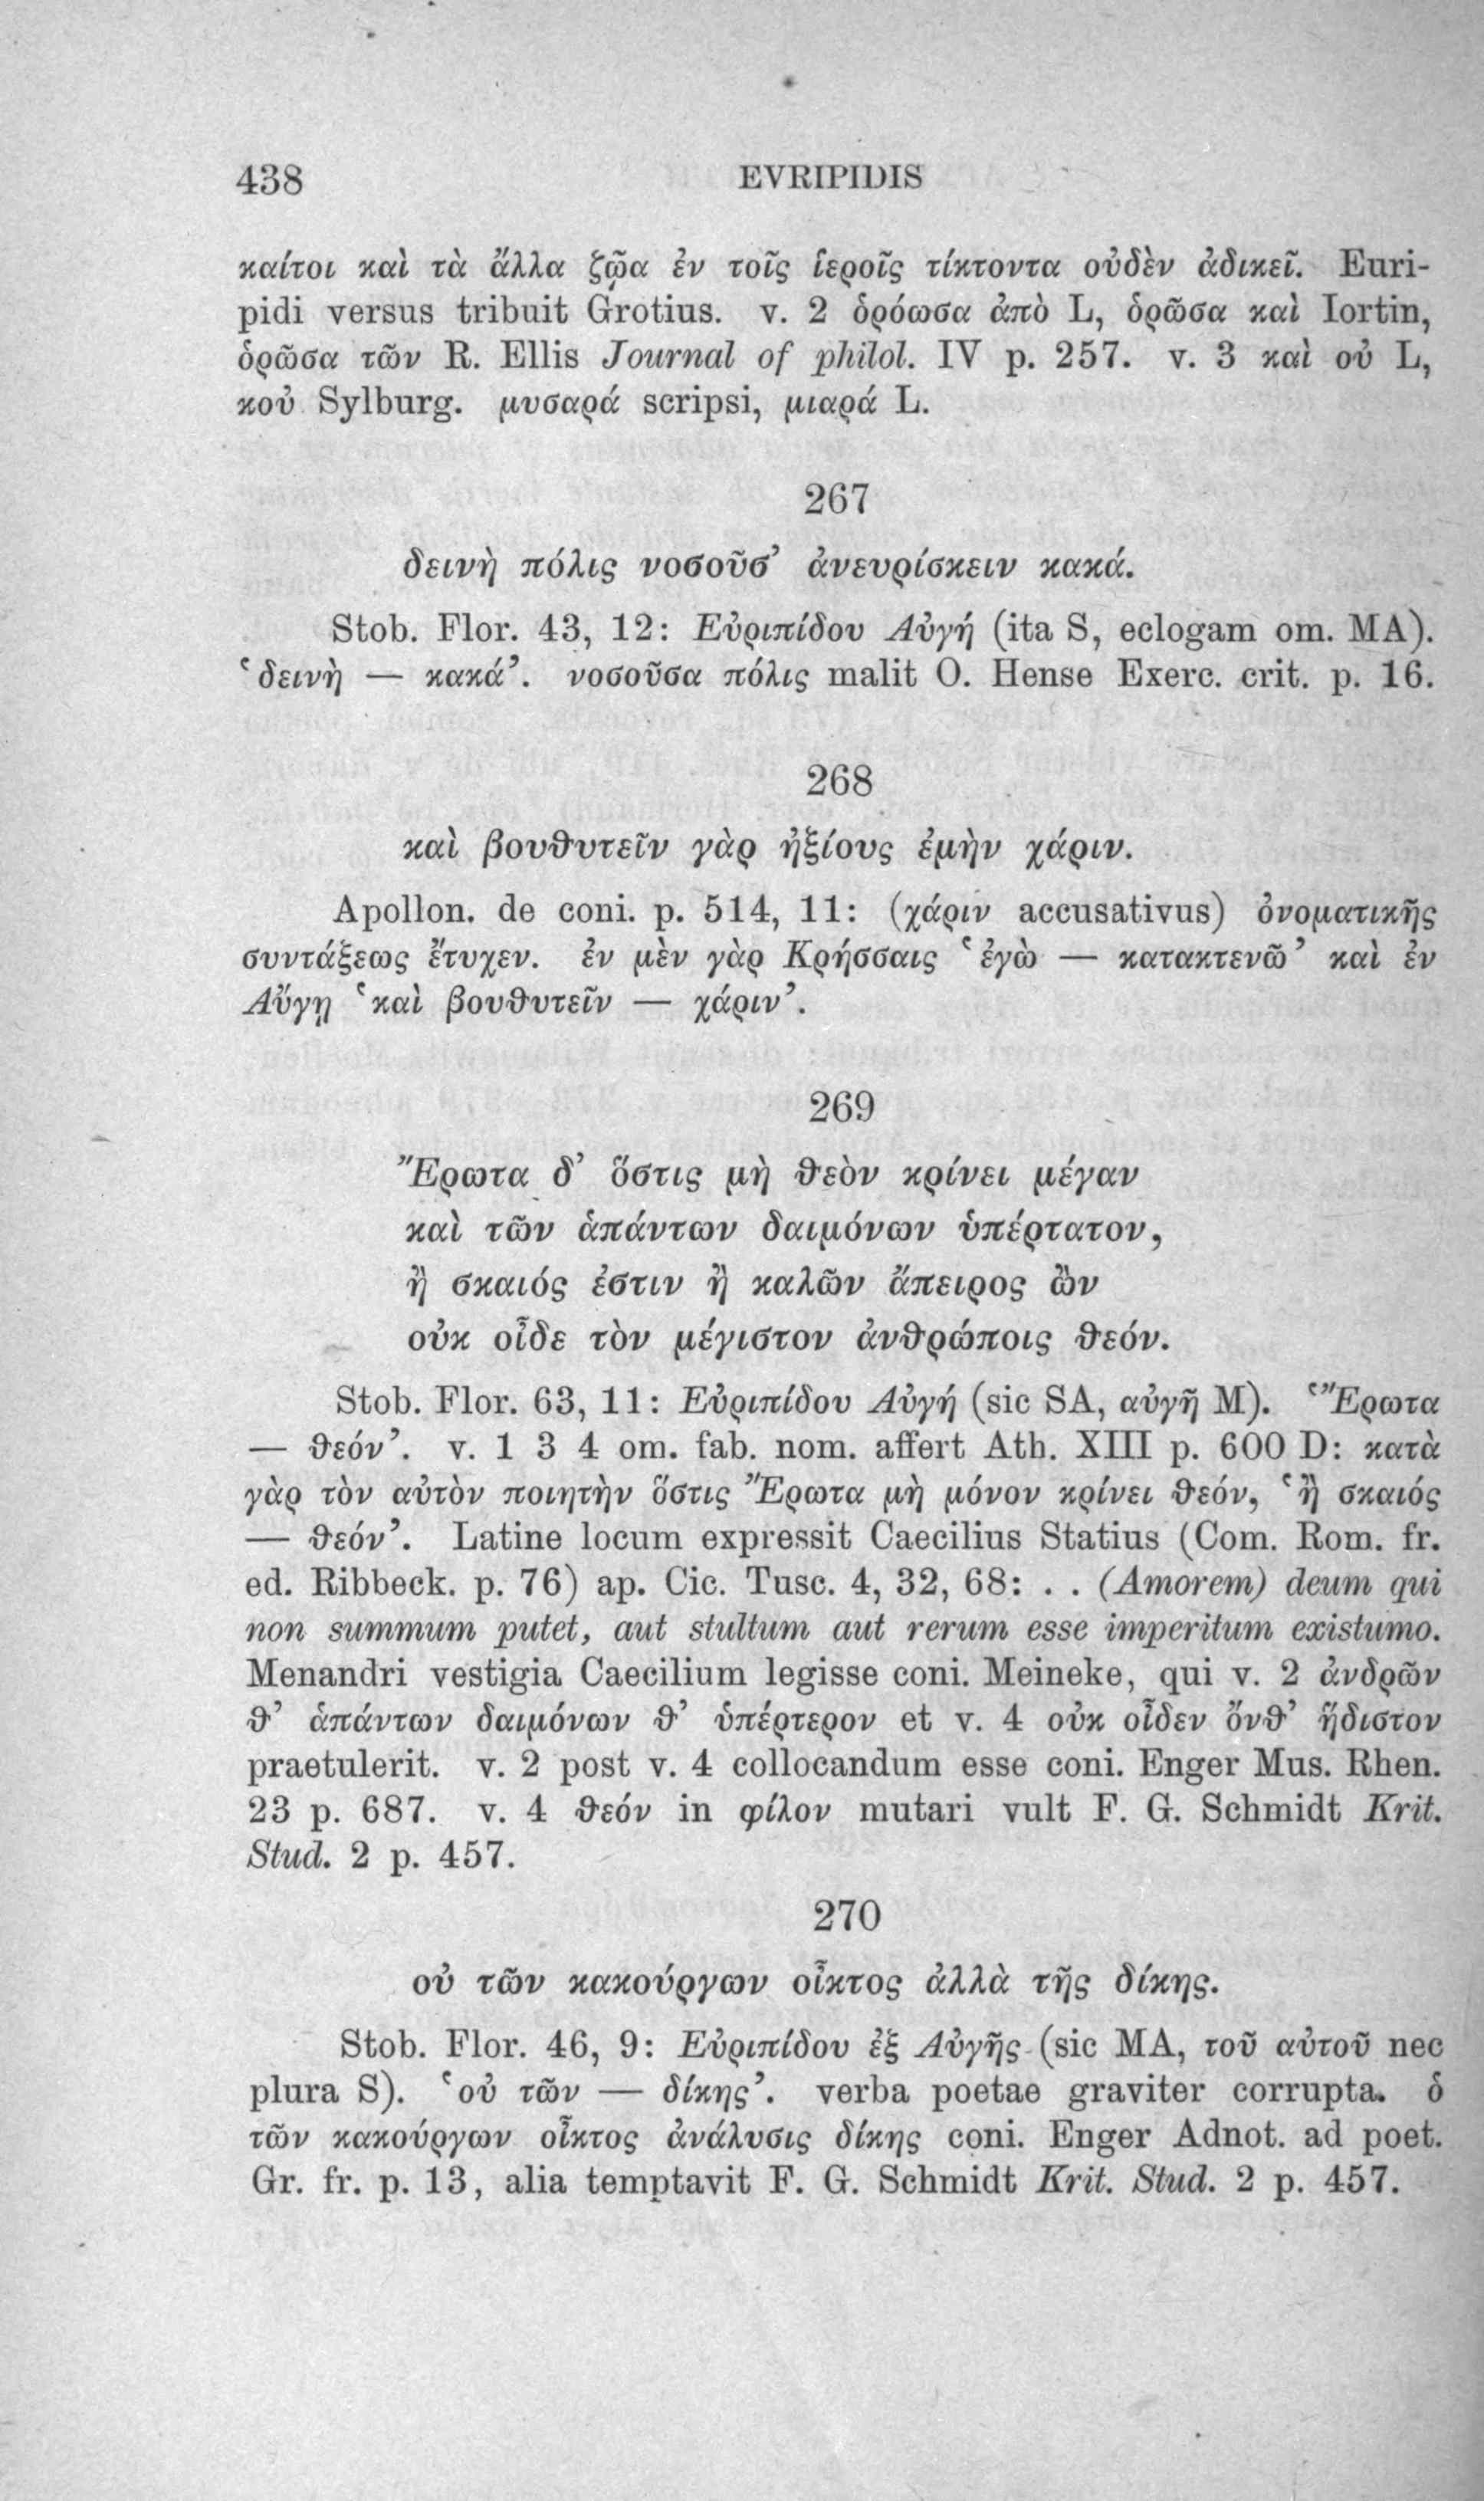 438 EVRIPIDIS
καίτοι καὶ τὰ ἄλλα ζῷα ἐν τοῖς ἱεροῖς τίκτοντα οὐδὲν ἀδικεῖ. Euri-
pidi versus tribuit Grotius. v. 2 ὁρόωσα ἀπὸ L, ὁρῶσα καὶ Iortin,
ὁρῶσα τῶν R. Ellis Journal of philol. IV p. 257. v. 3 καὶ οὐ L,
κοὐ Sylburg. μυσαρά scripsi, μιαρά L.
267
δεινὴ πόλις νοσοῦσ’ ἀνευρίσκειν κακά.
Stob. Flor. 43, 12: Εὐριπίδου Αὐγή (ita S, eclogam om. MA).
‘δεινὴ — κακά’. νοσοῦσα πόλις malit O. Hense Exerc. crit. p. 16.
268
καὶ βουθυτεῖν γὰρ ἠξίους ἐμὴν χάριν.
Apollon. de coni. p. 514, 11: (χάριν accusativus) ὀνοματικῆς
συντάξεως ἔτυχεν. ἐν μὲν γὰρ Κρήσσαις ‘ἐγὼ — κατακτενῶ’ καὶ ἐν
Αὔγῃ ‘καὶ βουθυτεῖν — χάριν’.
269
Ἔρωτα δ’ ὅστις μὴ θεὸν κρίνει μέγαν
καὶ τῶν ἁπάντων δαιμόνων ὑπέρτατον,
ἢ σκαιός ἐστιν ἢ καλῶν ἄπειρος ὢν
οὐκ οἶδε τὸν μέγιστον ἀνθρώποις θεόν.
Stob. Flor. 63, 11: Εὐριπίδου Αὐγή (sic SA, αὐγῆ M). ‘Ἔρωτα
— θεόν’. v. 1 3 4 om. fab. nom. affert Ath. XIII p. 600 D: κατὰ
γὰρ τὸν αὐτὸν ποιητὴν ὅστις Ἔρωτα μὴ μόνον κρίνει θεόν, ‘ἢ σκαιός
— θεόν’. Latine locum expressit Caecilius Statius (Com. Rom. fr.
ed. Ribbeck. p. 76) ap. Cic. Tusc. 4, 32, 68: . . (Amorem) deum qui
non summum putet, aut stultum aut rerum esse imperitum existumo.
Menandri vestigia Caecilium legisse coni. Meineke, qui v. 2 ἀνδρῶν
θ’ ἁπάντων δαιμόνων θ’ ὑπέρτερον et v. 4 οὐκ οἶδεν ὄνθ’ ἥδιστον
praetulerit. v. 2 post v. 4 collocandum esse coni. Enger Mus. Rhen.
23 p. 687. v. 4 θεόν in φίλον mutari vult F. G. Schmidt Krit.
Stud. 2 p. 457.
270
οὐ τῶν κακούργων οἶκτος ἀλλὰ τῆς δίκης.
Stob. Flor. 46, 9: Εὐριπίδου ἐξ Αὐγῆς (sic MA, τοῦ αὐτοῦ nec
plura S). ‘οὐ τῶν — δίκης’. verba poetae graviter corrupta. ὁ
τῶν κακούργων οἶκτος ἀνάλυσις δίκης coni. Enger Adnot. ad poet.
Gr. fr. p. 13, alia temptavit F. G. Schmidt Krit. Stud. 2 p. 457.